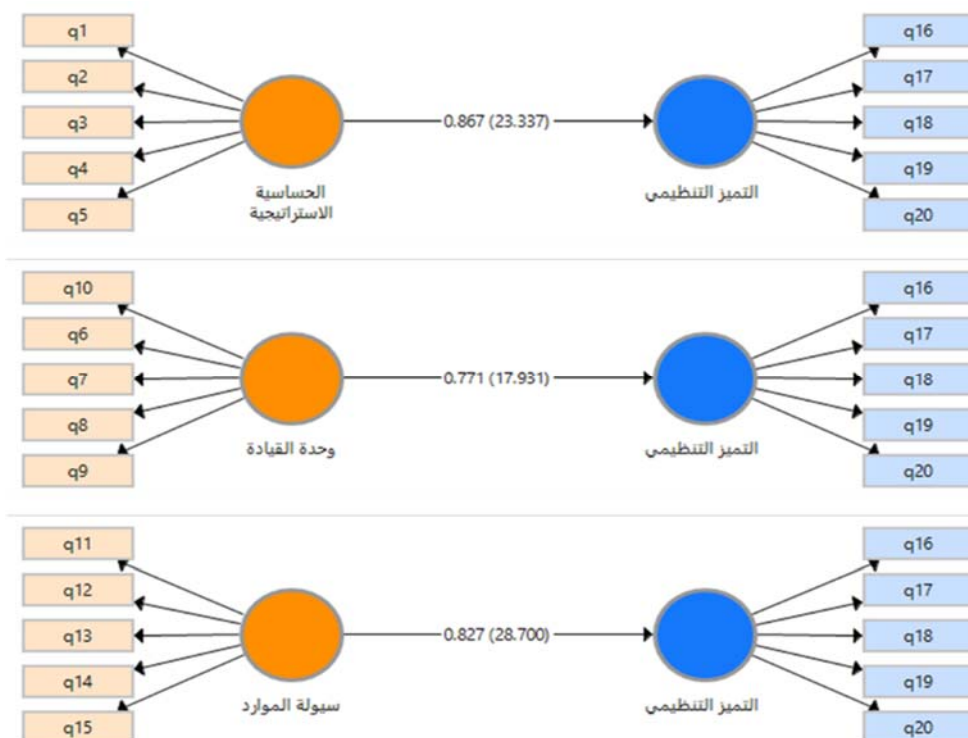 q1
q2
q3
q4
q5
الحساسية
الاستراتيجية
0.867 (23.337)
التميز التنظيمي
q16
q17
q18
q19
q20
q10
q6
q7
q8
q9
وحدة القيادة
0.771 (17.931)
التميز التنظيمي
q16
q17
q18
q19
q20
q11
q12
q13
q14
q15
سيولة الموارد
0.827 (28.700)
التميز التنظيمي
q16
q17
q18
q19
q20